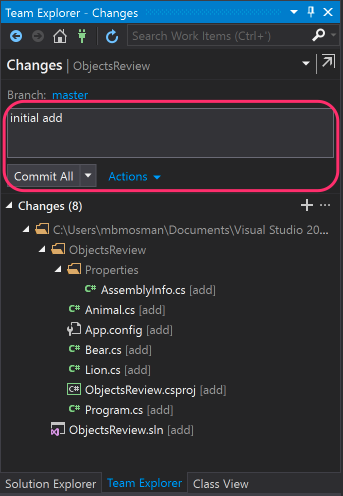 Team Explorer - Changes
Search Work Items (Ctrl+')
Changes | ObjectsReview
Branch: master
initial add
Commit All Actions
Changes (8)
C:\Users\mbmosman\Documents\Visual Studio 20...
ObjectsReview
Properties
C# AssemblyInfo.cs [add]
C# Animal.cs [add]
App.config [add]
C# Bear.cs [add]
C# Lion.cs [add]
C# ObjectsReview.csproj [add]
C# Program.cs [add]
ObjectsReview.sln [add]
Solution Explorer Team Explorer Class View